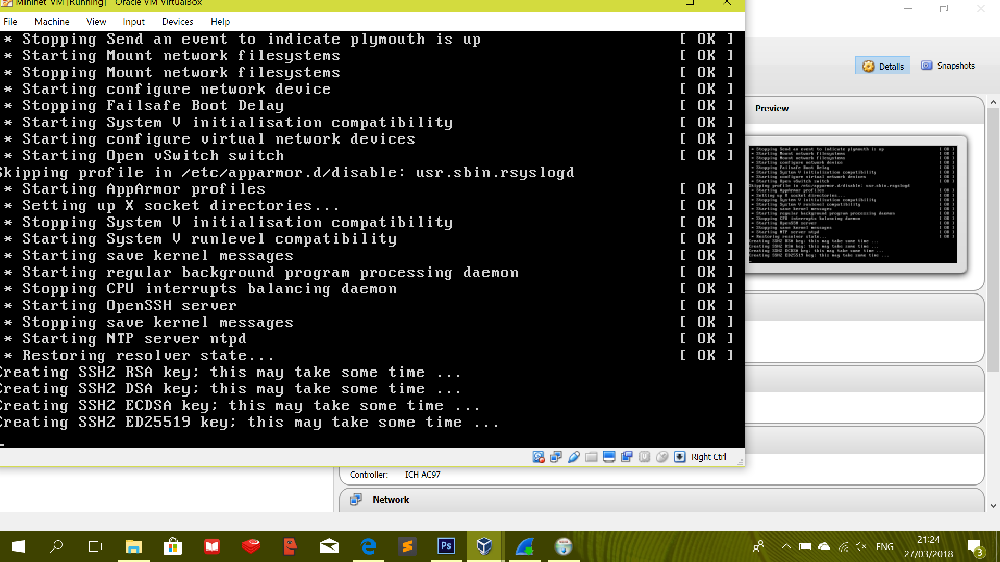 Mininet-VM [Running] - Oracle VM VirtualBox
File Machine View Input Devices Help
* Stopping Send an event to indicate plymouth is up [ OK ]
* Starting Mount network filesystems [ OK ]
* Stopping Mount network filesystems [ OK ]
* Starting configure network device [ OK ]
* Stopping Failsafe Boot Delay [ OK ]
* Starting System V initialisation compatibility [ OK ]
* Starting configure virtual network devices [ OK ]
* Starting Open vSwitch switch [ OK ]
Skipping profile in /etc/apparmor.d/disable: usr.sbin.rsyslogd
* Starting AppArmor profiles [ OK ]
* Setting up X socket directories... [ OK ]
* Stopping System V initialisation compatibility [ OK ]
* Starting System V runlevel compatibility [ OK ]
* Starting save kernel messages [ OK ]
* Starting regular background program processing daemon [ OK ]
* Stopping CPU interrupts balancing daemon [ OK ]
* Starting OpenSSH server [ OK ]
* Stopping save kernel messages [ OK ]
* Starting NTP server ntpd [ OK ]
* Restoring resolver state... [ OK ]
Creating SSH2 RSA key; this may take some time ...
Creating SSH2 DSA key; this may take some time ...
Creating SSH2 ECDSA key; this may take some time ...
Creating SSH2 ED25519 key; this may take some time ...
Right Ctrl
Details Snapshots
Preview
Controller: ICH AC97
Network
Ps
ENG
21:24
27/03/2018
3